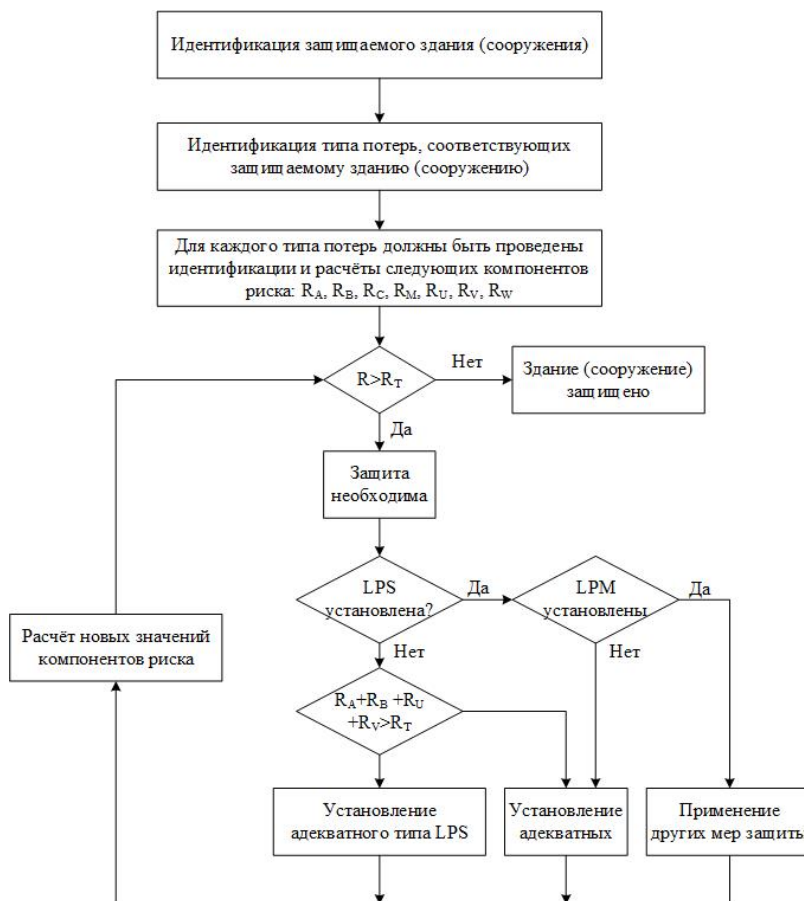 Идентификация защищаемого здания (сооружения)
Идентификация типа потерь, соответствующих
защищаемому зданию (сооружению)
Для каждого типа потерь должны быть проведены
идентификации и расчёты следующих компонентов
риска: R_A, R_B, R_C, R_M, R_U, R_V, R_W
R>R_T
Нет
Здание (сооружение)
защищено
Да
Защита
необходима
LPS
установлена?
Да
LPM
установлены
Да
Расчёт новых значений
компонентов риска
Нет
Нет
R_A+R_B +R_U
+R_V>R_T
Установление
адекватного типа LPS
Установление
адекватных
Применение
других мер защиты